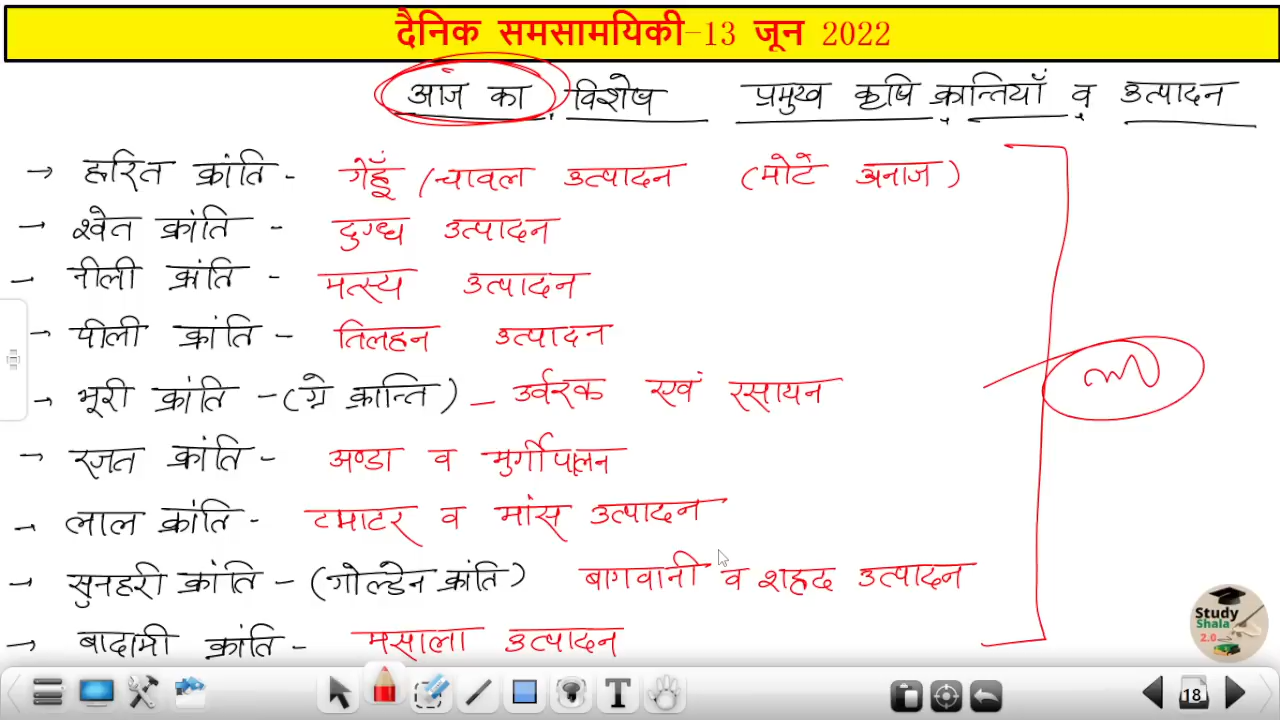 दैनिक समसामयिकी-13 जून 2022
आज का विशेष प्रमुख कृषि क्रान्तियाँ व उत्पादन
→ हरित क्रांति - गेहूँ / चावल उत्पादन (मोटे अनाज)
→ श्वेत क्रांति - दुग्ध उत्पादन
→ नीली क्रांति - मत्स्य उत्पादन
→ पीली क्रांति - तिलहन उत्पादन
→ भूरी क्रांति - (ग्रे क्रान्ति) - उर्वरक एवं रसायन
→ रजत क्रांति - अण्डा व मुर्गीपालन
→ लाल क्रांति - टमाटर व मांस उत्पादन
→ सुनहरी क्रांति - (गोल्डेन क्रांति) बागवानी व शहद उत्पादन
→ बादामी क्रांति - मसाला उत्पादन
Study
Shala
2.0
T
18